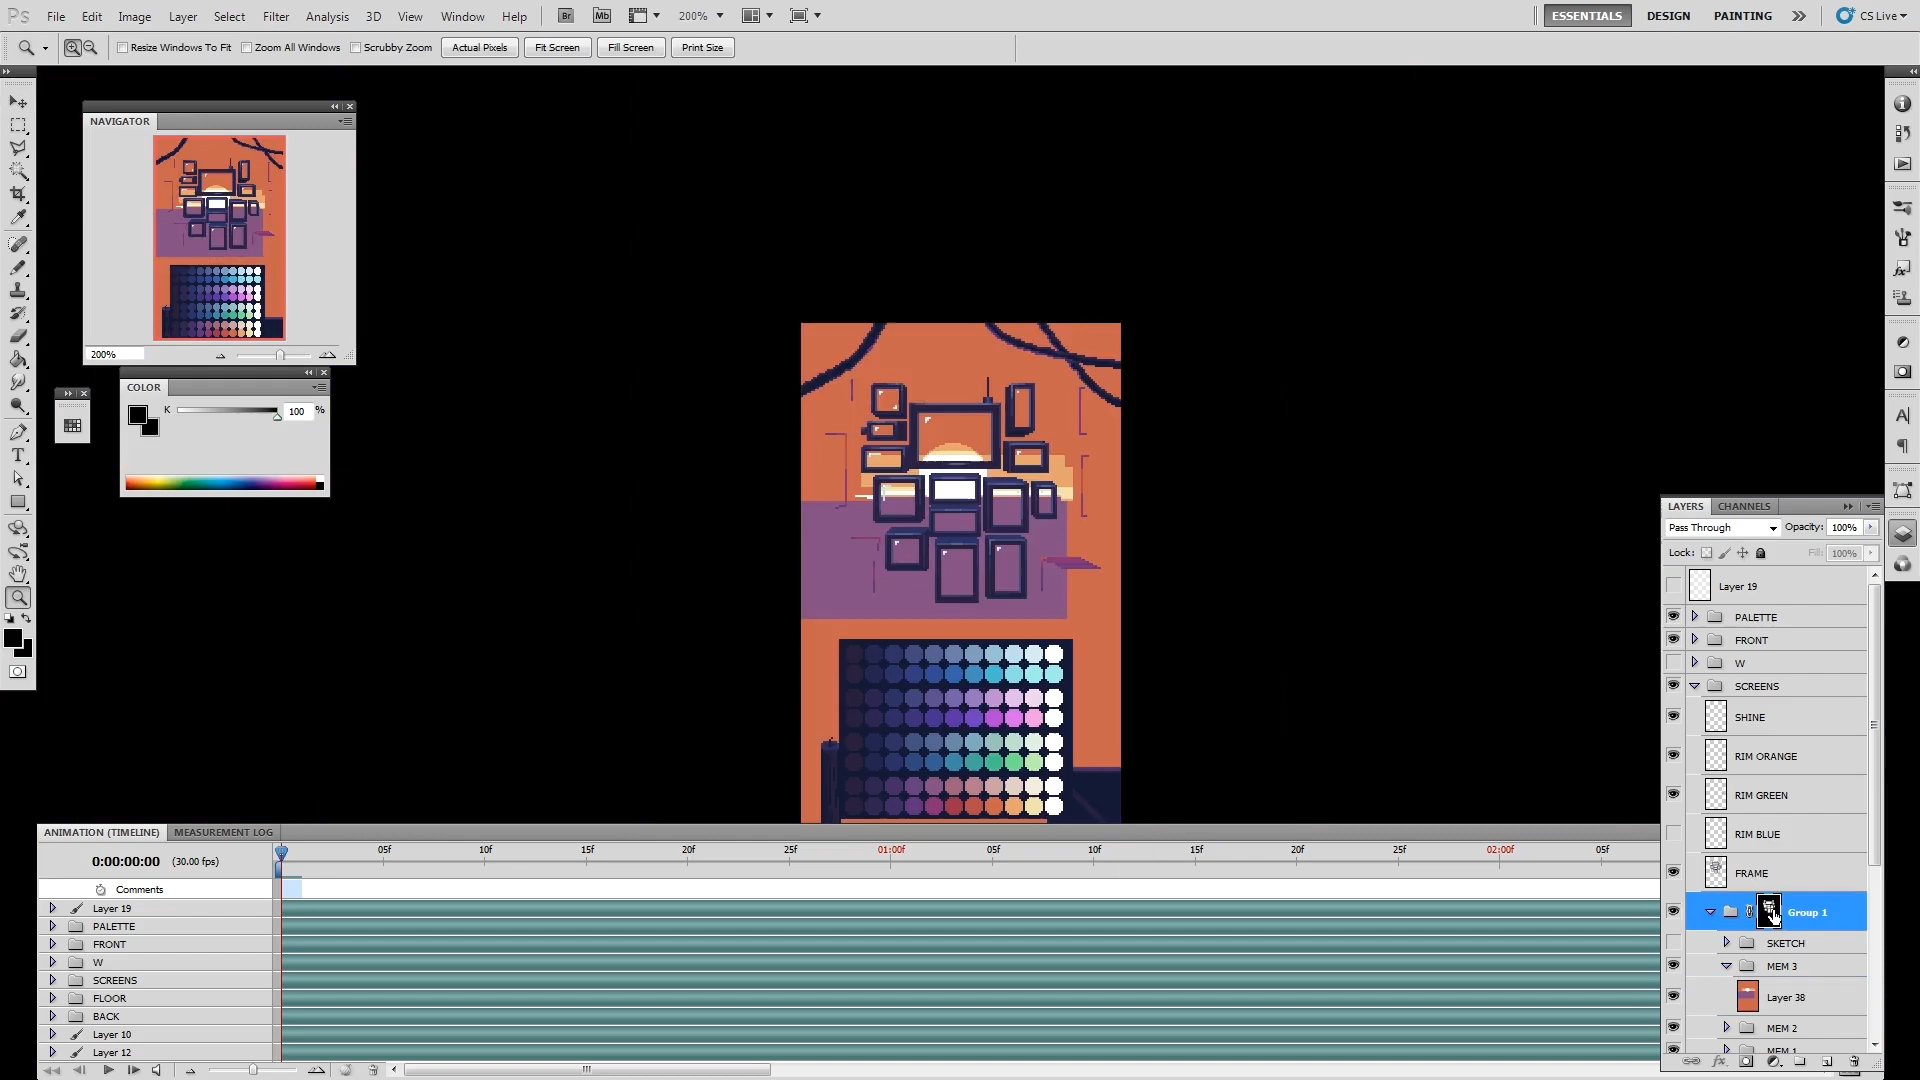 Ps File Edit Image Layer Select Filter Analysis 3D View Window Help Br Mb 200% ESSENTIALS DESIGN PAINTING CS Live
Resize Windows To Fit Zoom All Windows Scrubby Zoom Actual Pixels Fit Screen Fill Screen Print Size
NAVIGATOR
200%
COLOR
K 100 %
LAYERS CHANNELS
Pass Through Opacity: 100%
Lock: Fill: 100%
Layer 19
PALETTE
FRONT
W
SCREENS
SHINE
RIM ORANGE
RIM GREEN
RIM BLUE
FRAME
Group 1
SKETCH
MEM 3
Layer 38
MEM 2
MEM 1
ANIMATION (TIMELINE) MEASUREMENT LOG
0:00:00:00 (30.00 fps) 05f 10f 15f 20f 25f 01:00f 05f 10f 15f 20f 25f 02:00f 05f
Comments
Layer 19
PALETTE
FRONT
W
SCREENS
FLOOR
BACK
Layer 10
Layer 12